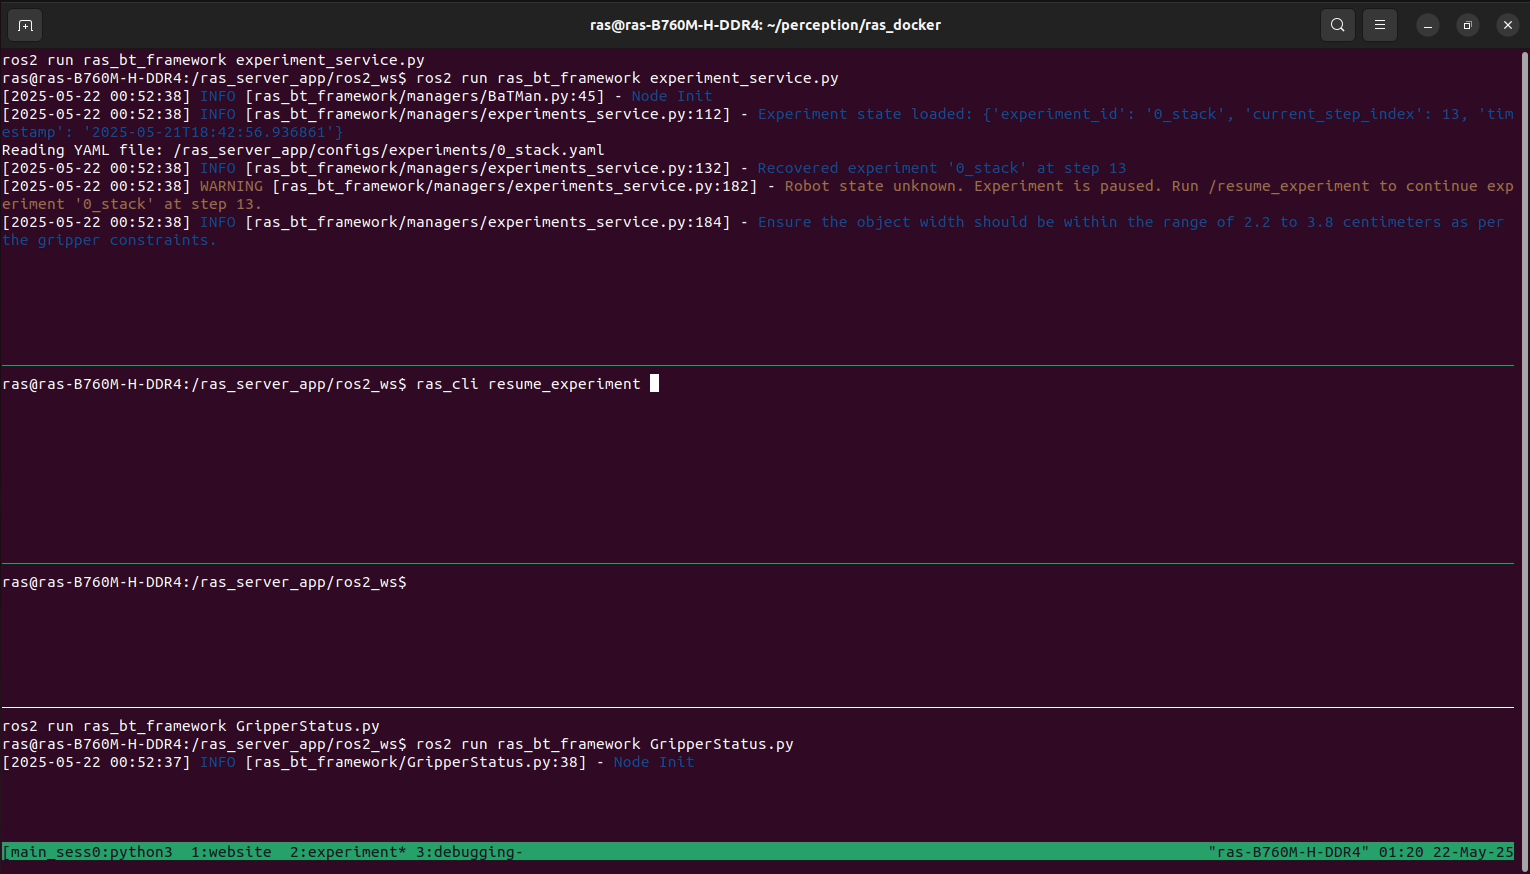 ras@ras-B760M-H-DDR4: ~/perception/ras_docker
ros2 run ras_bt_framework experiment_service.py
ras@ras-B760M-H-DDR4:/ras_server_app/ros2_ws$ ros2 run ras_bt_framework experiment_service.py
[2025-05-22 00:52:38] INFO [ras_bt_framework/managers/BaTMan.py:45] - Node Init
[2025-05-22 00:52:38] INFO [ras_bt_framework/managers/experiments_service.py:112] - Experiment state loaded: {'experiment_id': '0_stack', 'current_step_index': 13, 'tim
estamp': '2025-05-21T18:42:56.936861'}
Reading YAML file: /ras_server_app/configs/experiments/0_stack.yaml
[2025-05-22 00:52:38] INFO [ras_bt_framework/managers/experiments_service.py:132] - Recovered experiment '0_stack' at step 13
[2025-05-22 00:52:38] WARNING [ras_bt_framework/managers/experiments_service.py:182] - Robot state unknown. Experiment is paused. Run /resume_experiment to continue exp
eriment '0_stack' at step 13.
[2025-05-22 00:52:38] INFO [ras_bt_framework/managers/experiments_service.py:184] - Ensure the object width should be within the range of 2.2 to 3.8 centimeters as per
the gripper constraints.
ras@ras-B760M-H-DDR4:/ras_server_app/ros2_ws$ ras_cli resume_experiment
ras@ras-B760M-H-DDR4:/ras_server_app/ros2_ws$
ros2 run ras_bt_framework GripperStatus.py
ras@ras-B760M-H-DDR4:/ras_server_app/ros2_ws$ ros2 run ras_bt_framework GripperStatus.py
[2025-05-22 00:52:37] INFO [ras_bt_framework/GripperStatus.py:38] - Node Init
[main_sess0:python3  1:website  2:experiment* 3:debugging-  "ras-B760M-H-DDR4" 01:20 22-May-25